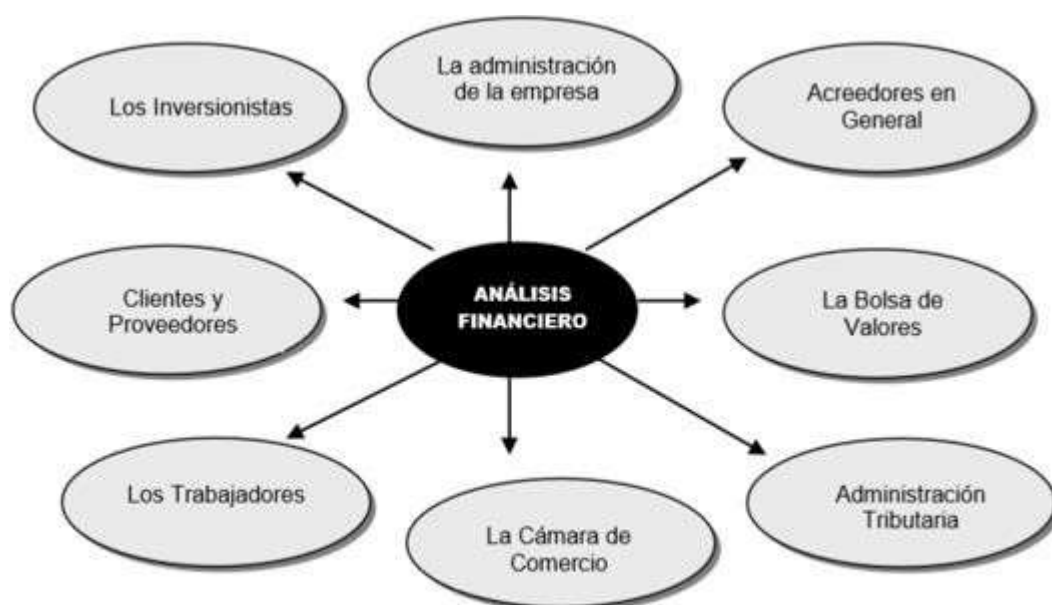 La administración
de la empresa
Los Inversionistas
Acreedores en
General
ANÁLISIS
FINANCIERO
Clientes y
Proveedores
La Bolsa de
Valores
Los Trabajadores
La Cámara de
Comercio
Administración
Tributaria